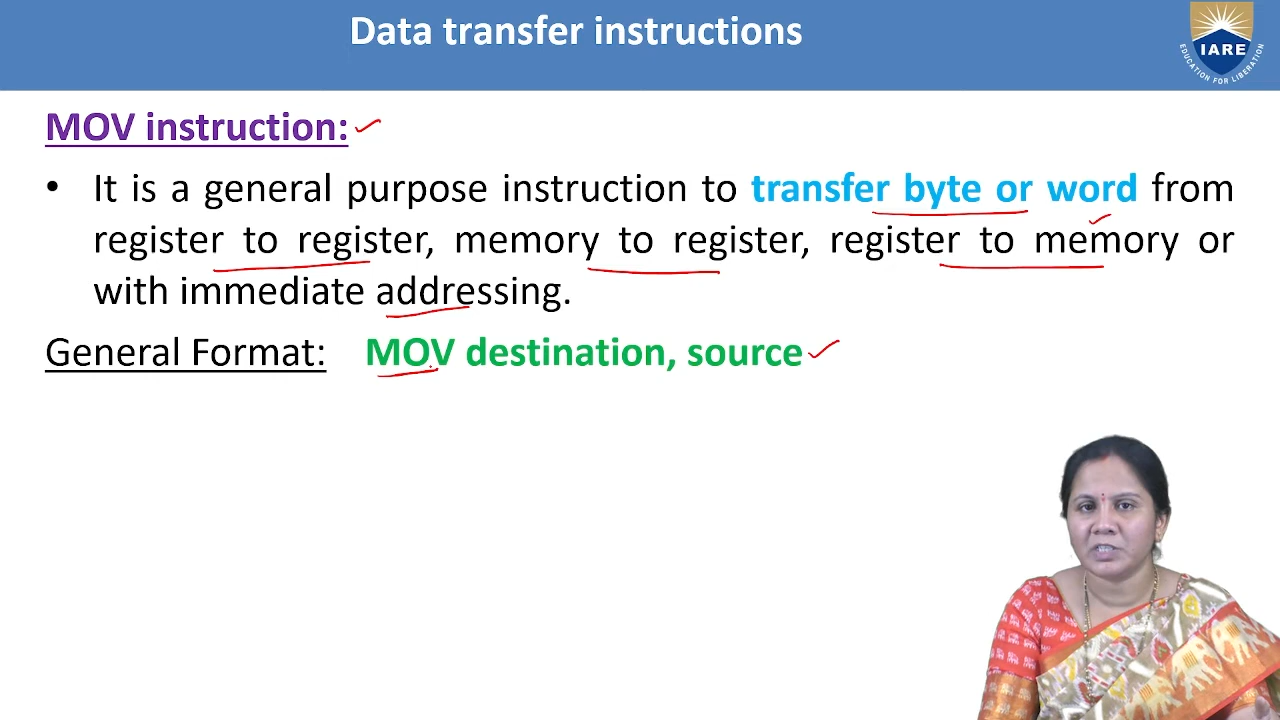 Data transfer instructions
IARE
EDUCATION FOR LIBERATION
MOV instruction:
• It is a general purpose instruction to transfer byte or word from
register to register, memory to register, register to memory or
with immediate addressing.
General Format: MOV destination, source